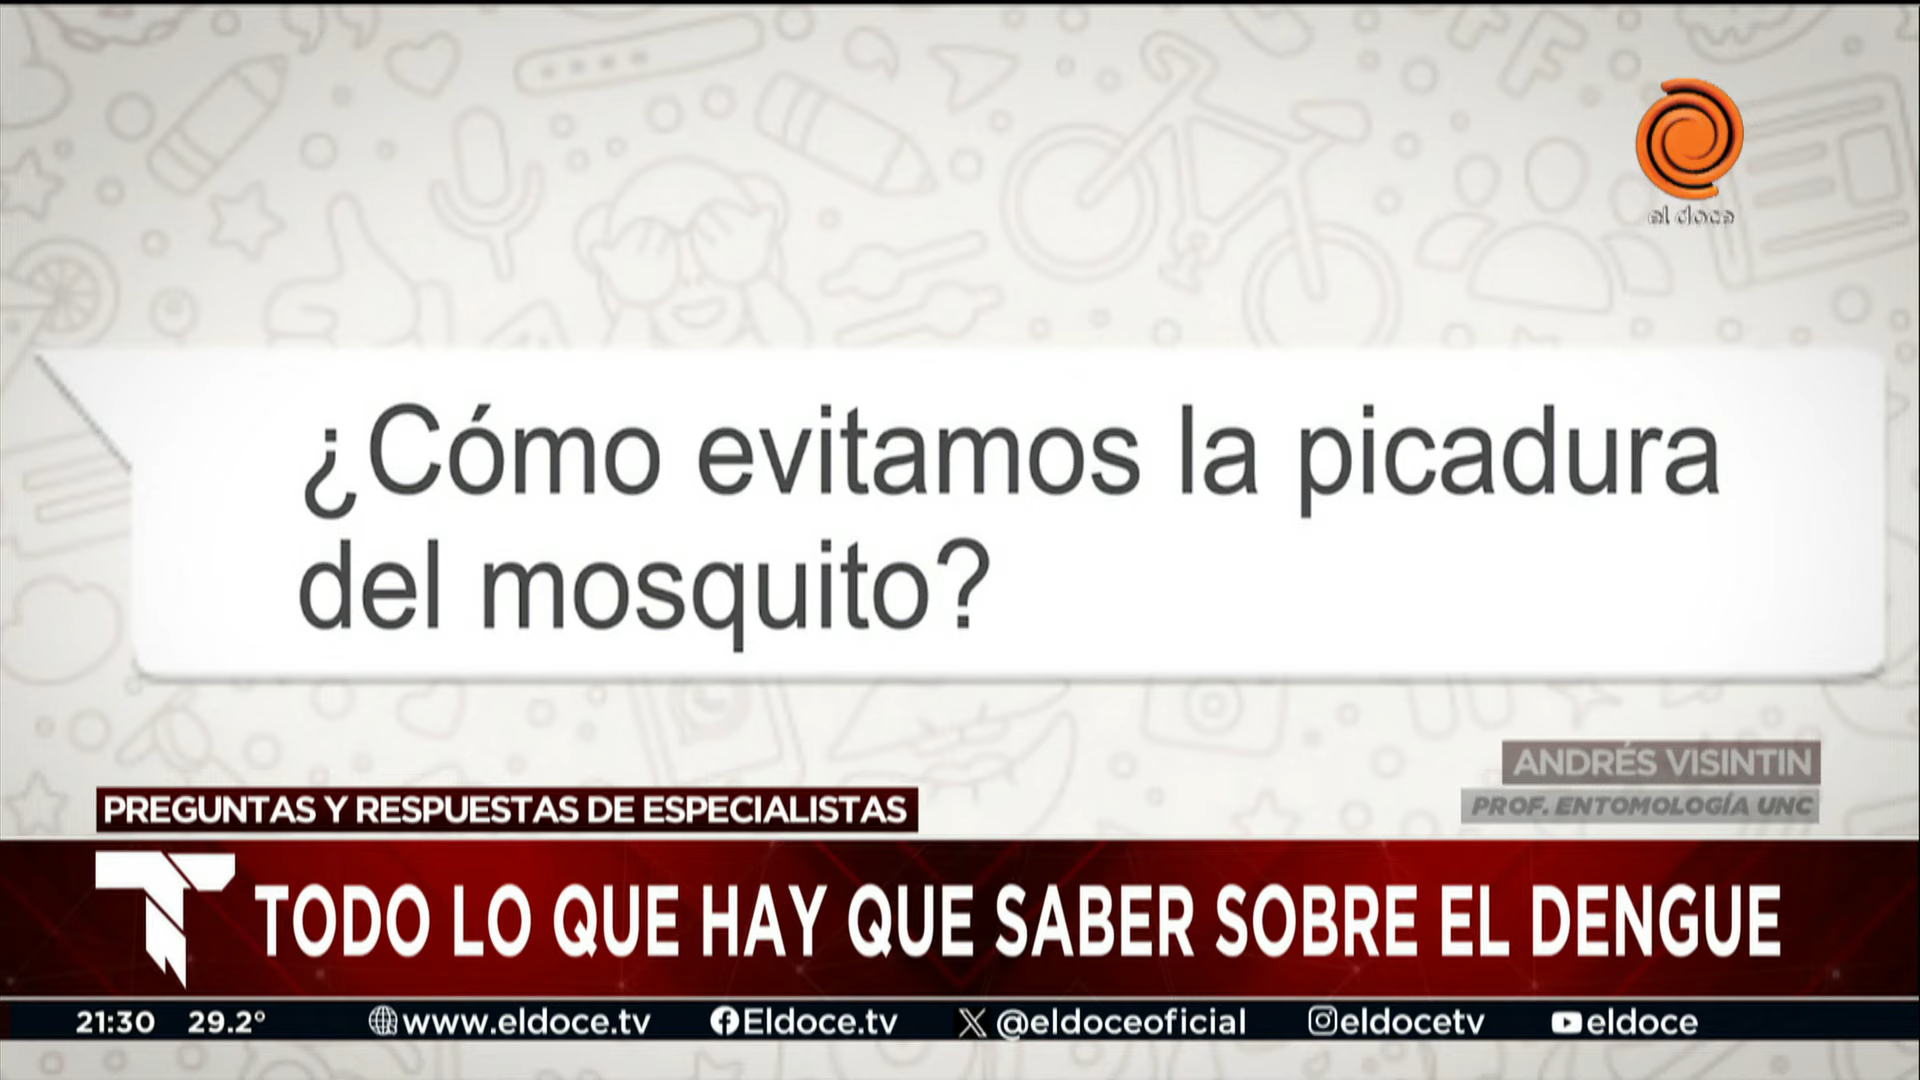 el doce
¿Cómo evitamos la picadura
del mosquito?
ANDRÉS VISINTIN
PROF. ENTOMOLOGÍA UNC
PREGUNTAS Y RESPUESTAS DE ESPECIALISTAS
TODO LO QUE HAY QUE SABER SOBRE EL DENGUE
21:30 29.2° www.eldoce.tv Eldoce.tv @eldoceoficial eldocetv eldoce